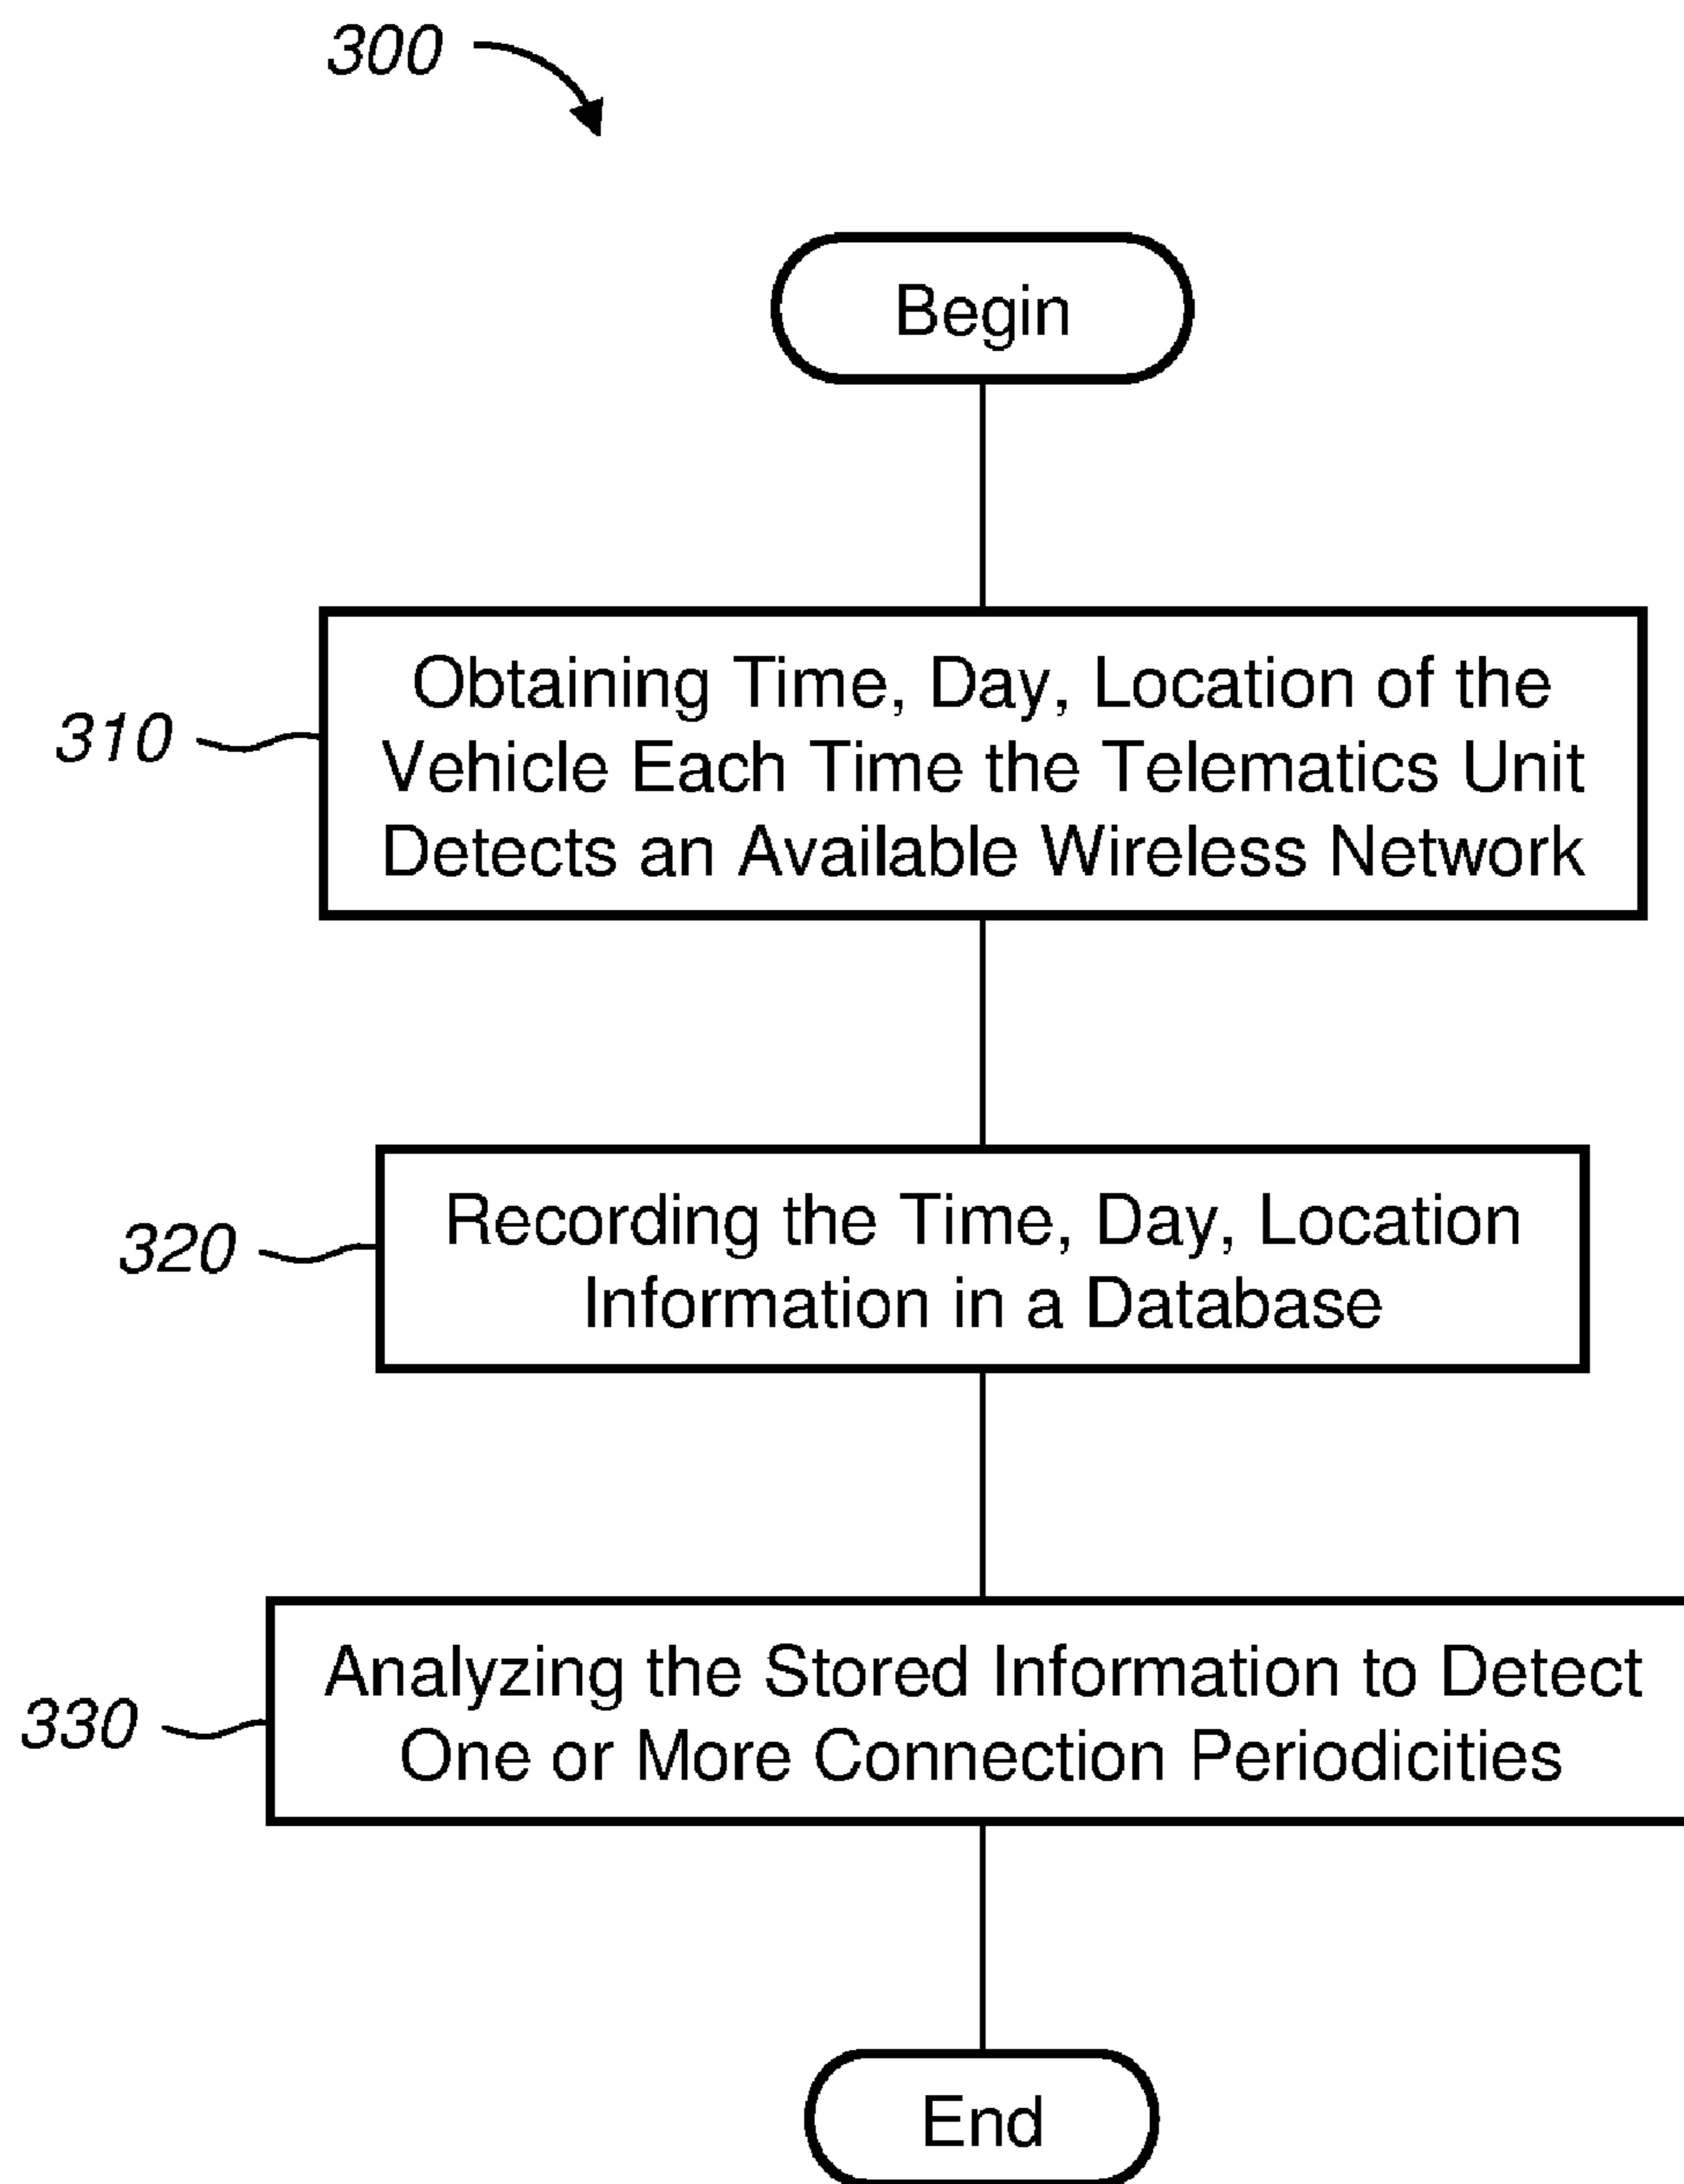 300
Begin
310
Obtaining Time, Day, Location of the
Vehicle Each Time the Telematics Unit
Detects an Available Wireless Network
320
Recording the Time, Day, Location
Information in a Database
330
Analyzing the Stored Information to Detect
One or More Connection Periodicities
End